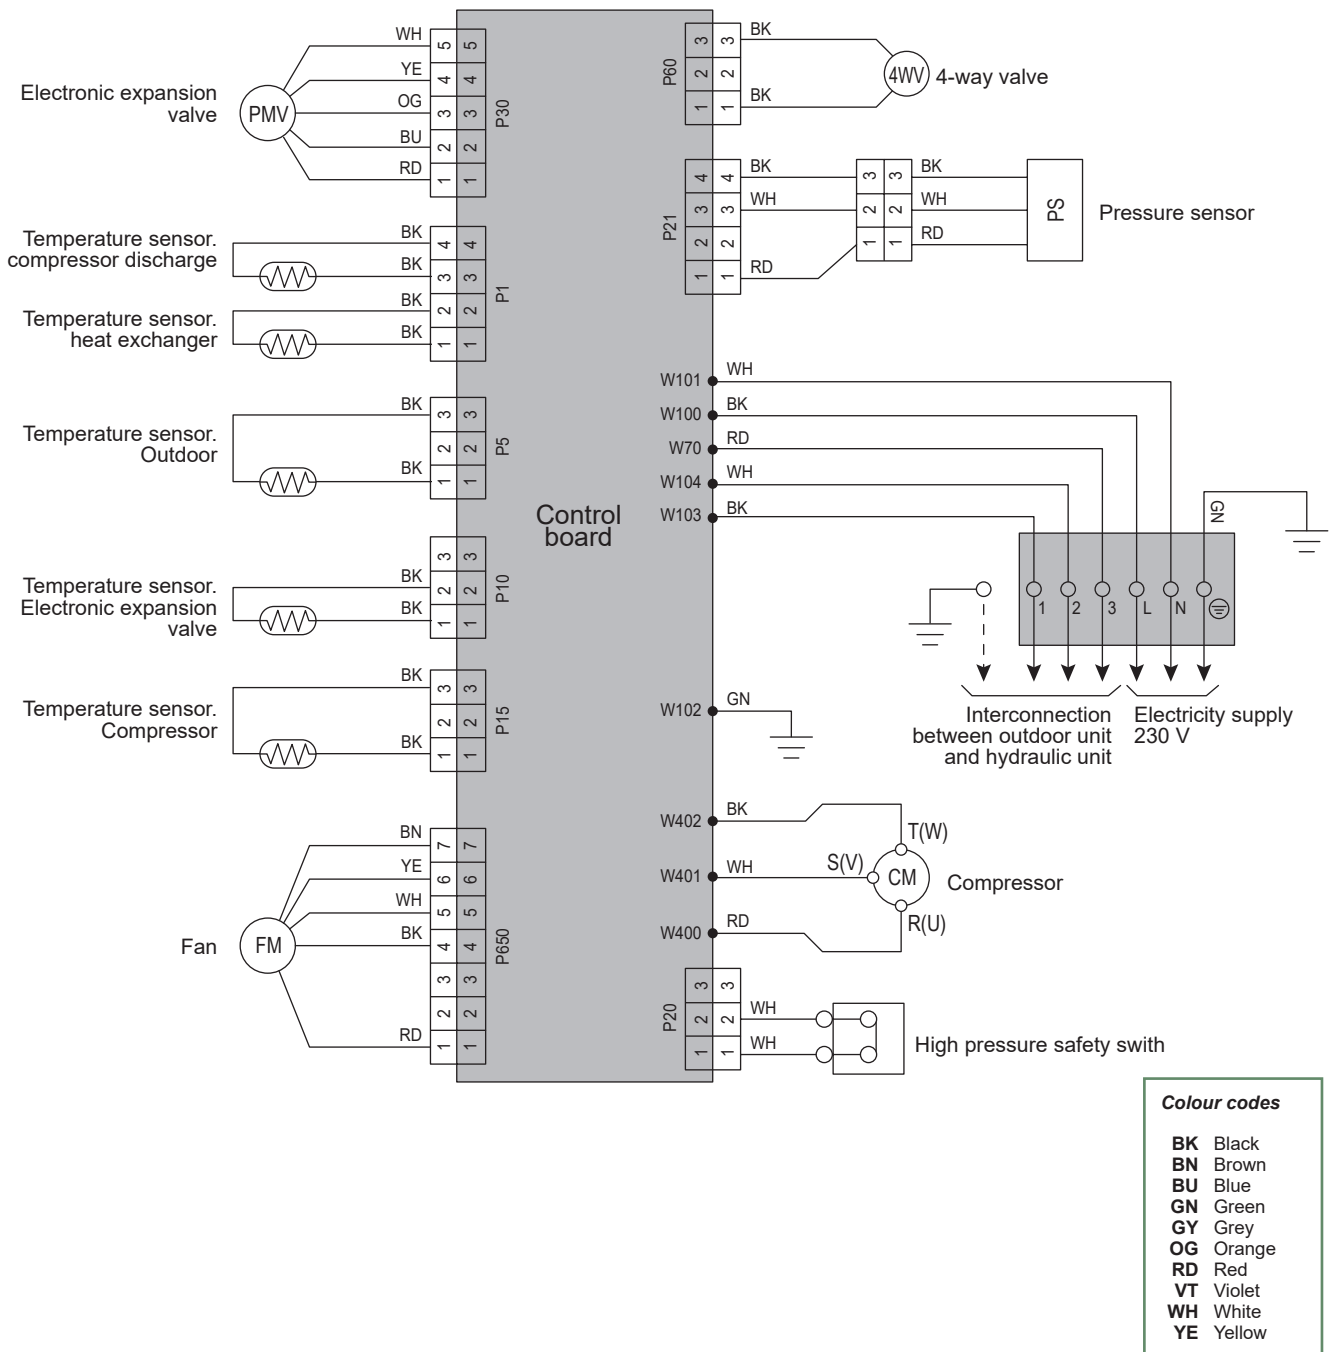 Electronic expansion
valve
PMV
WH
YE
OG
BU
RD
5 5
4 4
3 3
2 2
1 1
P30
Temperature sensor.
compressor discharge
BK
BK
Temperature sensor.
heat exchanger
BK
BK
4 4
3 3
2 2
1 1
P1
Temperature sensor.
Outdoor
BK
BK
3 3
2 2
1 1
P5
Temperature sensor.
Electronic expansion
valve
BK
BK
3 3
2 2
1 1
P10
Temperature sensor.
Compressor
BK
BK
3 3
2 2
1 1
P15
Fan
FM
BN
YE
WH
BK
RD
7 7
6 6
5 5
4 4
3 3
2 2
1 1
P650
Control
board
P60
3 3
2 2
1 1
BK
BK
4WV
4-way valve
P21
4 4
3 3
2 2
1 1
BK
WH
RD
3 3
2 2
1 1
BK
WH
RD
PS
Pressure sensor
W101 WH
W100 BK
W70 RD
W104 WH
W103 BK
GN
1 2 3 L N
Interconnection
between outdoor unit
and hydraulic unit
Electricity supply
230 V
W102 GN
W402 BK
W401 WH
W400 RD
T(W)
S(V)
CM
R(U)
Compressor
P20
3 3
2 2
1 1
WH
WH
High pressure safety swith
Colour codes
BK Black
BN Brown
BU Blue
GN Green
GY Grey
OG Orange
RD Red
VT Violet
WH White
YE Yellow